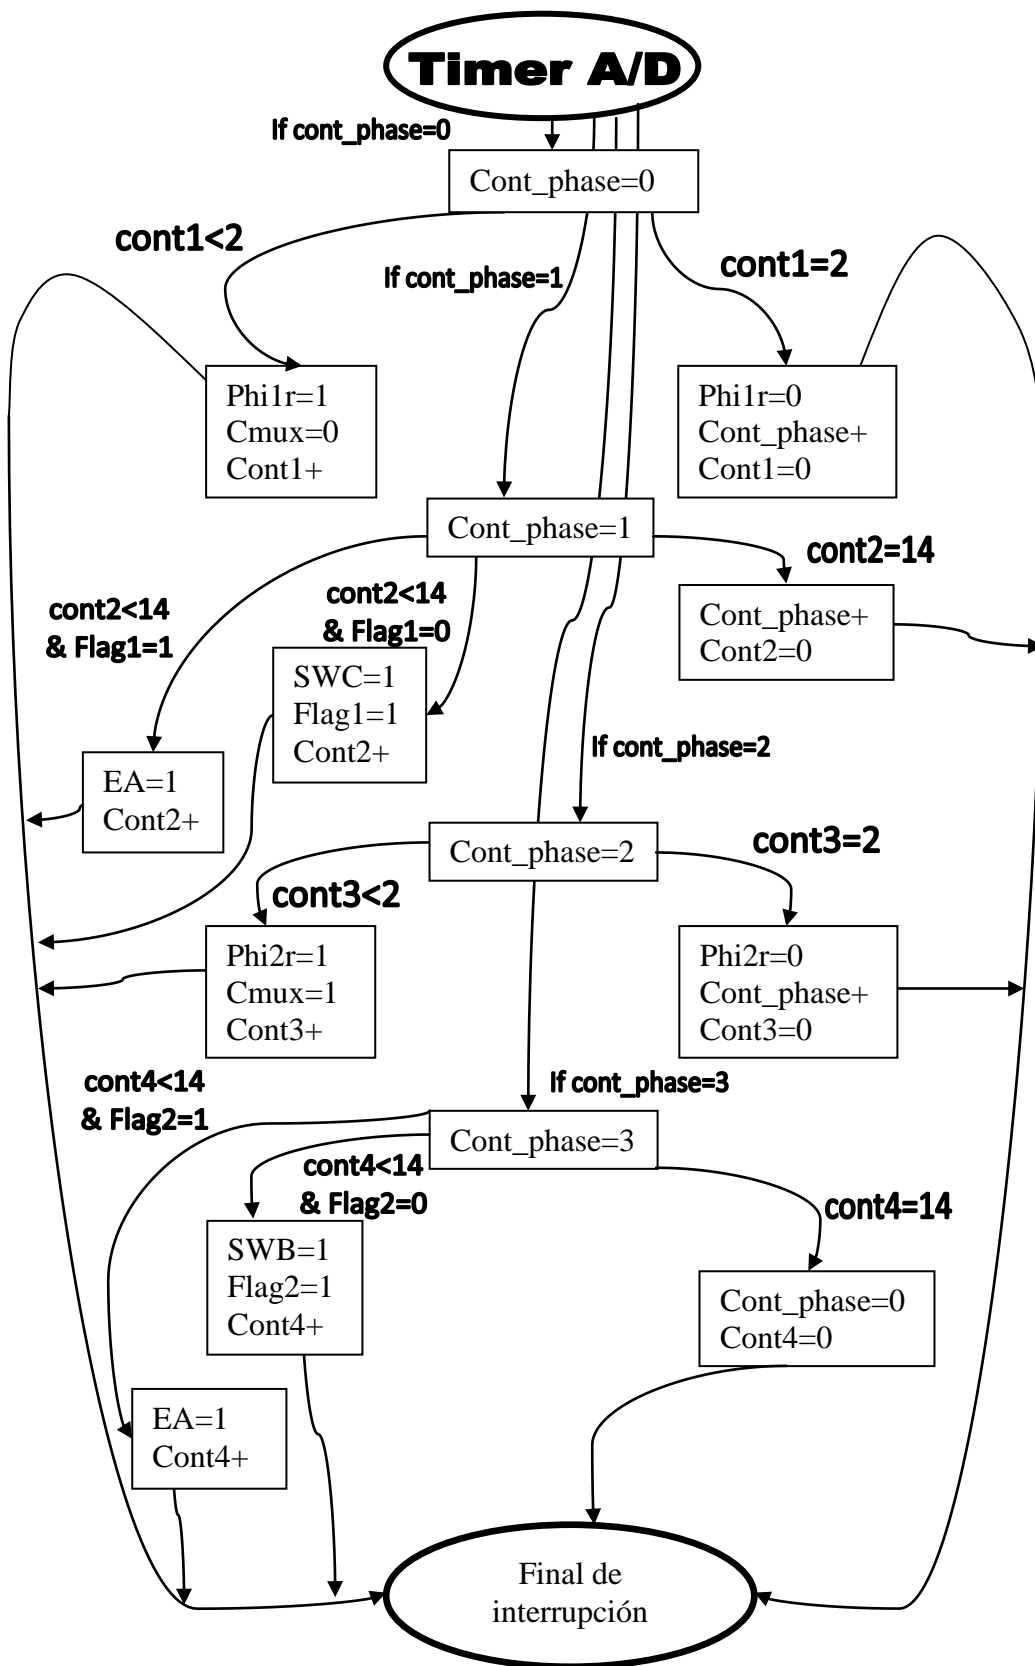 Timer A/D
If cont_phase=0
Cont_phase=0
cont1<2
If cont_phase=1
cont1=2
Phi1r=1
Cmux=0
Cont1+
Phi1r=0
Cont_phase+
Cont1=0
Cont_phase=1
cont2=14
cont2<14
& Flag1=1
cont2<14
& Flag1=0
Cont_phase+
Cont2=0
SWC=1
Flag1=1
Cont2+
EA=1
Cont2+
If cont_phase=2
Cont_phase=2
cont3=2
cont3<2
Phi2r=1
Cmux=1
Cont3+
Phi2r=0
Cont_phase+
Cont3=0
cont4<14
& Flag2=1
If cont_phase=3
Cont_phase=3
cont4<14
& Flag2=0
cont4=14
SWB=1
Flag2=1
Cont4+
Cont_phase=0
Cont4=0
EA=1
Cont4+
Final de
interrupción